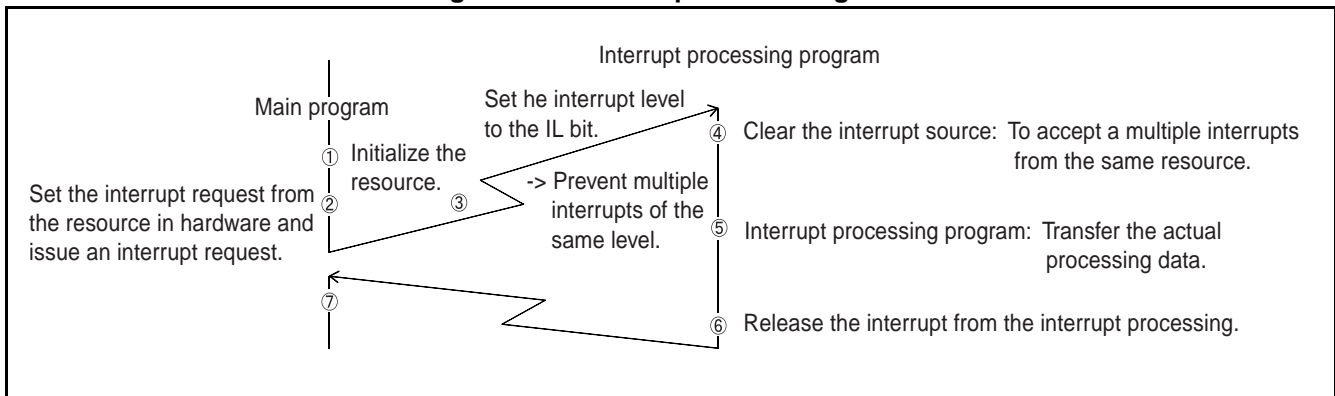 Interrupt processing program
Main program
Set he interrupt level
to the IL bit.
① Initialize the
resource.
Set the interrupt request from
the resource in hardware and
issue an interrupt request.
②
③
-> Prevent multiple
interrupts of the
same level.
④ Clear the interrupt source: To accept a multiple interrupts
from the same resource.
⑤ Interrupt processing program: Transfer the actual
processing data.
⑥ Release the interrupt from the interrupt processing.
⑦